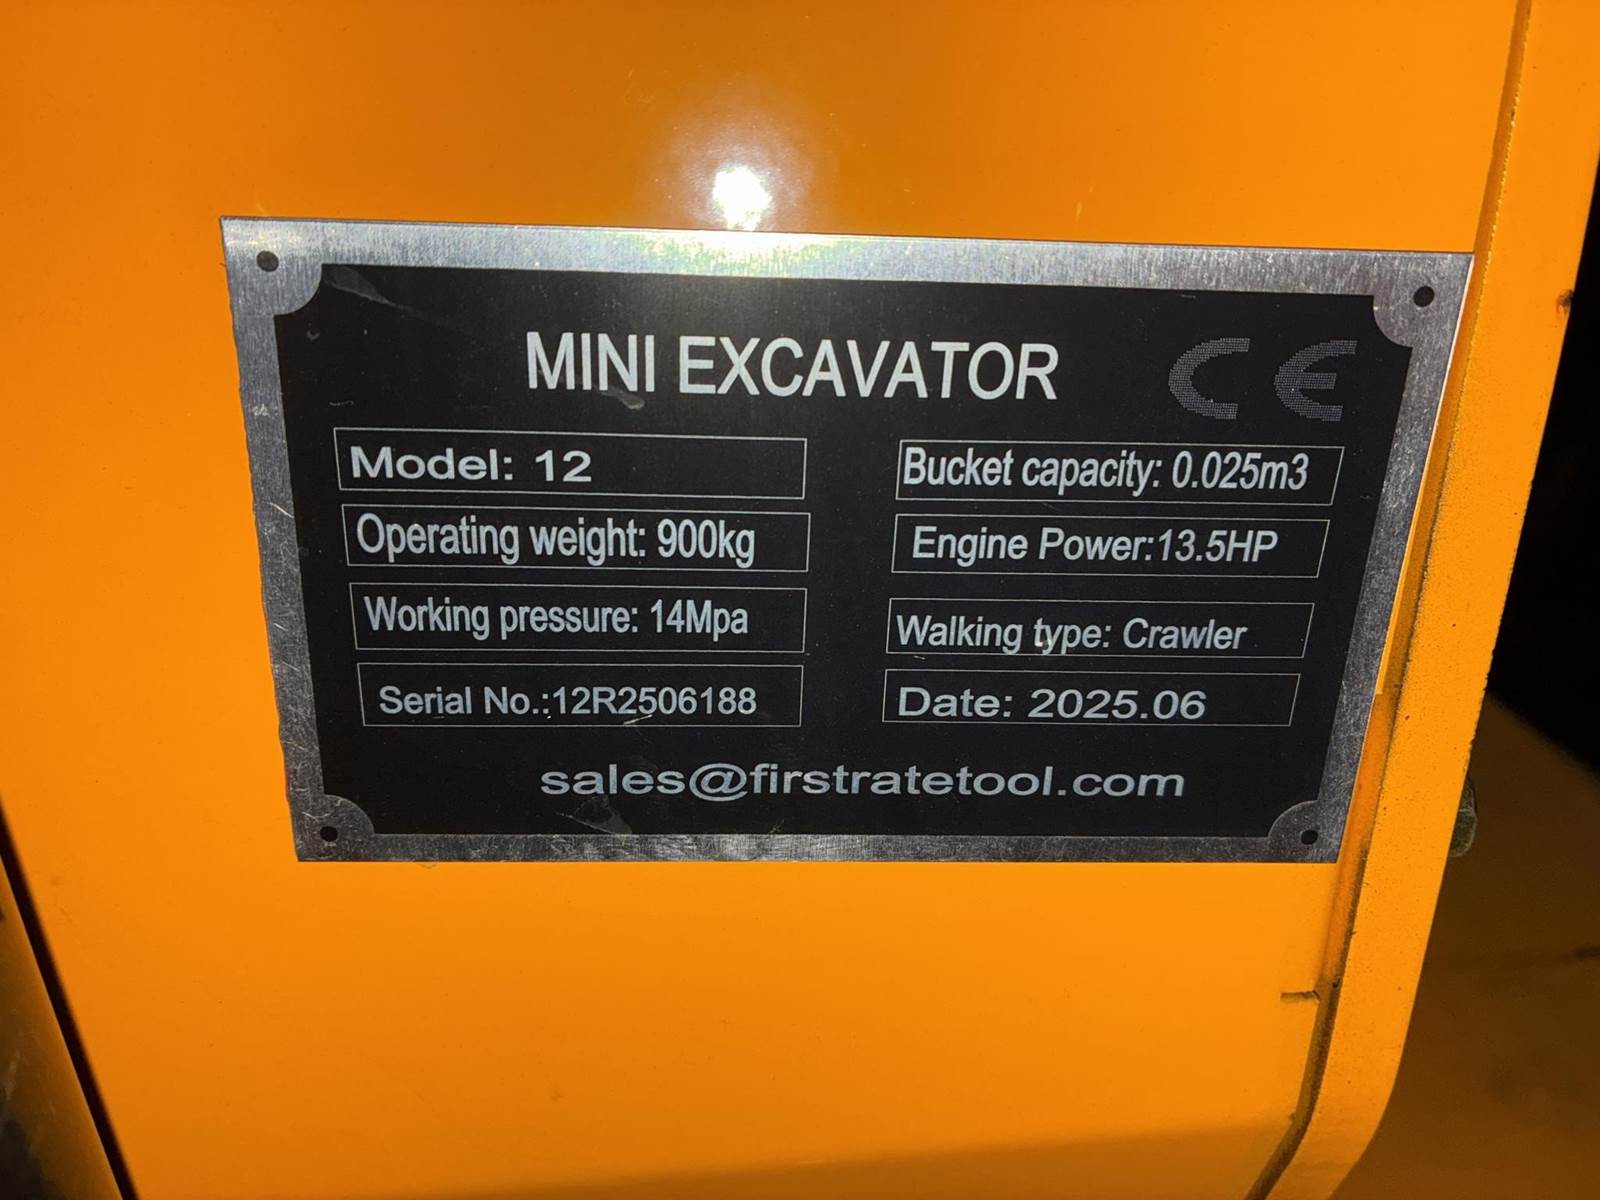 MINI EXCAVATOR
CE
Model: 12
Bucket capacity: 0.025m3
Operating weight: 900kg
Engine Power:13.5HP
Working pressure: 14Mpa
Walking type: Crawler
Serial No.:12R2506188
Date: 2025.06
sales@firstratetool.com